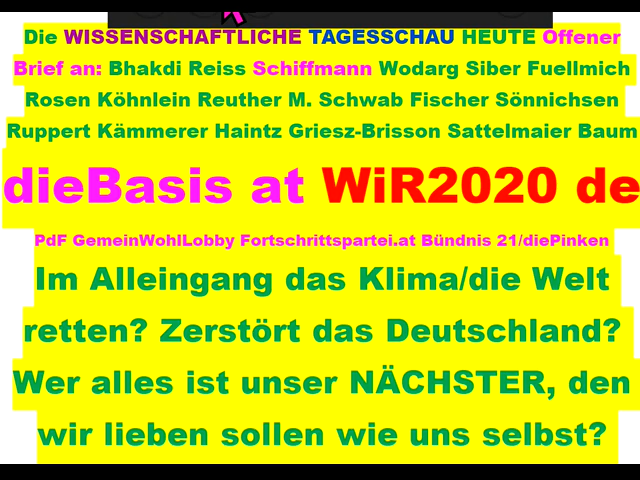 Die WISSENSCHAFTLICHE TAGESSCHAU HEUTE Offener
Brief an: Bhakdi Reiss Schiffmann Wodarg Siber Fuellmich
Rosen Köhnlein Reuther M. Schwab Fischer Sönnichsen
Ruppert Kämmerer Haintz Griesz-Brisson Sattelmaier Baum
dieBasis at WiR2020 de
PdF GemeinWohlLobby Fortschrittspartei.at Bündnis 21/diePinken
Im Alleingang das Klima/die Welt
retten? Zerstört das Deutschland?
Wer alles ist unser NÄCHSTER, den
wir lieben sollen wie uns selbst?